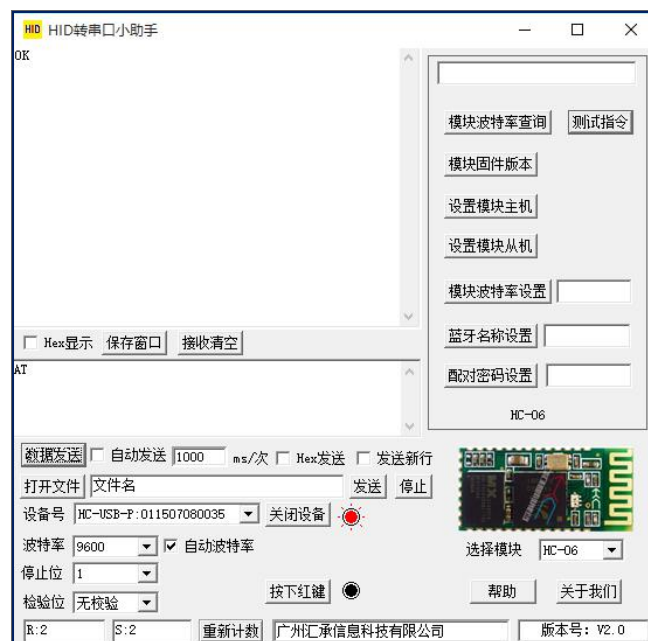 HID HID转串口小助手
OK
模块波特率查询 测试指令
模块固件版本
设置模块主机
设置模块从机
模块波特率设置
蓝牙名称设置
配对密码设置
HC-06
Hex显示 保存窗口 接收清空
AT
数据发送 自动发送 1000 ms/次 Hex发送 发送新行
打开文件 文件名 发送 停止
设备号 HC-USB-P:011507080035 关闭设备
波特率 9600 自动波特率
选择模块 HC-06
停止位 1
按下红键
帮助 关于我们
检验位 无校验
R:2 S:2 重新计数 广州汇承信息科技有限公司 版本号: V2.0